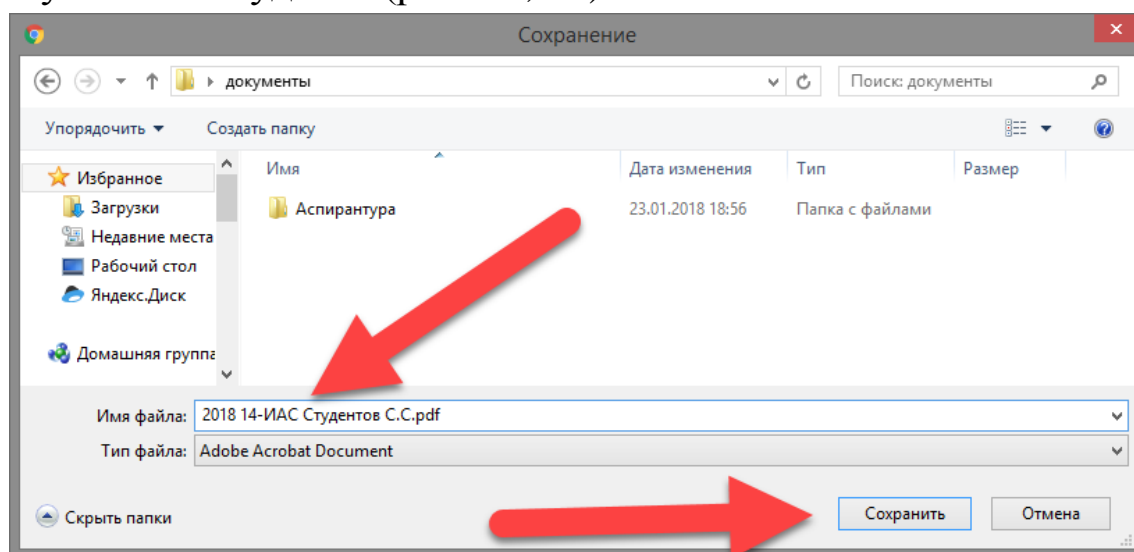 Сохранение
документы
Поиск: документы
Упорядочить
Создать папку
Имя
Дата изменения
Тип
Размер
Избранное
Загрузки
Недавние места
Рабочий стол
Яндекс.Диск
Домашняя группа
Аспирантура 23.01.2018 18:56 Папка с файлами
Имя файла: 2018 14-ИАС Студентов С.С.pdf
Тип файла: Adobe Acrobat Document
Скрыть папки
Сохранить
Отмена